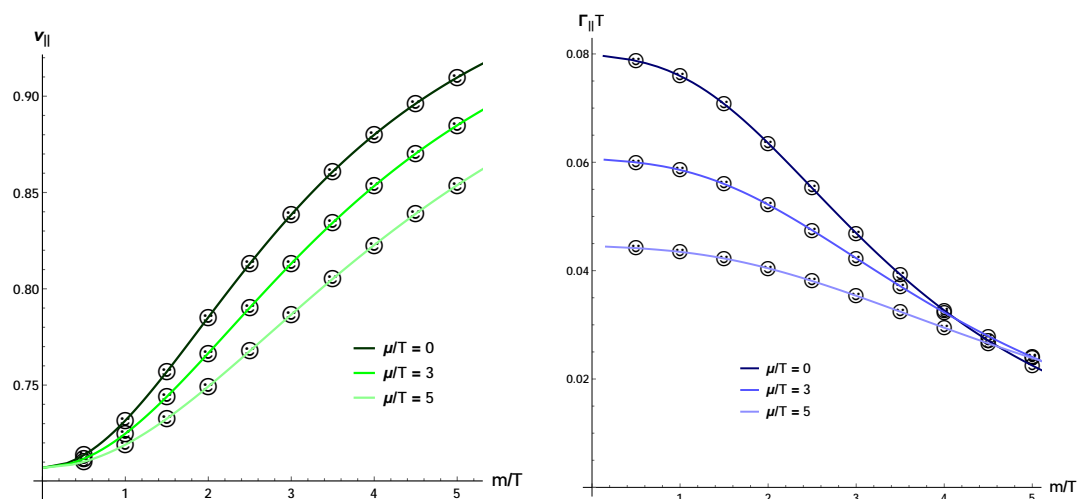 v∥
0.90
0.85
0.80
0.75
μ/T = 0
μ/T = 3
μ/T = 5
1 2 3 4 5
m/T
Γ∥T
0.08
0.06
0.04
0.02
μ/T = 0
μ/T = 3
μ/T = 5
1 2 3 4 5
m/T